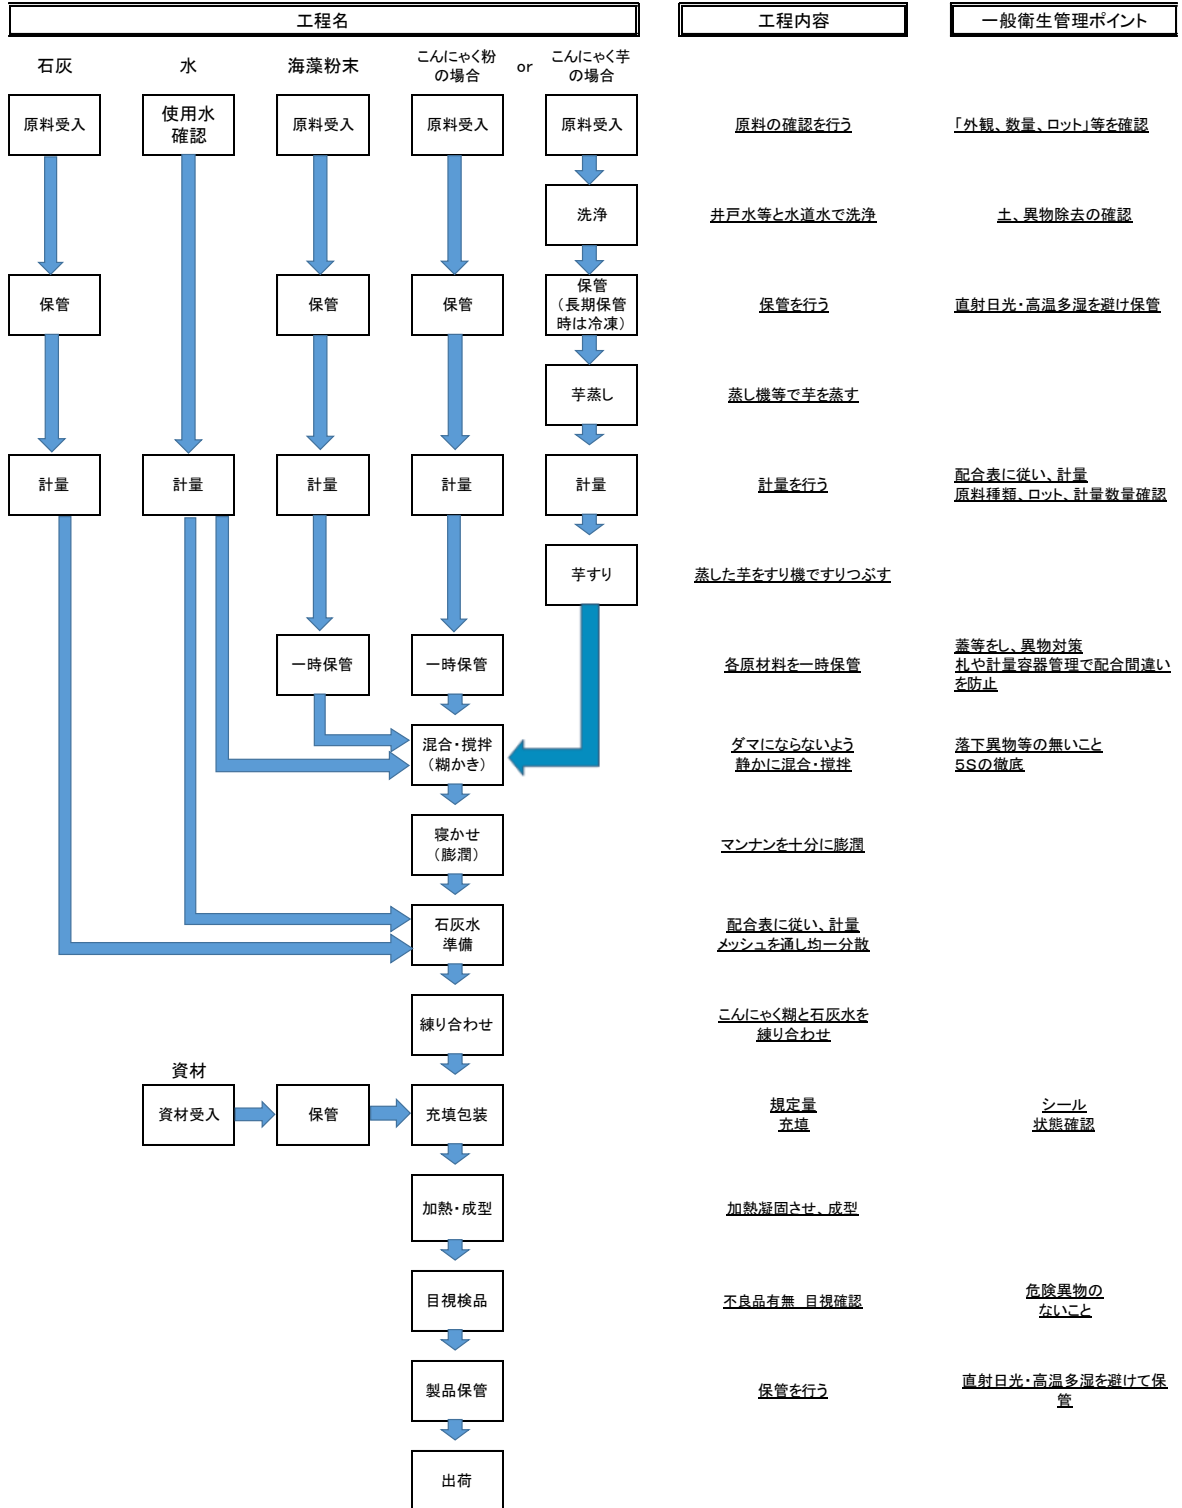 工程名
工程内容
一般衛生管理ポイント
石灰
水
海藻粉末
こんにゃく粉
の場合
or
こんにゃく芋
の場合
原料受入
使用水
確認
原料受入
原料受入
原料受入
原料の確認を行う
「外観、数量、ロット」等を確認
洗浄
井戸水等と水道水で洗浄
土、異物除去の確認
保管
保管
保管
保管
（長期保管
時は冷凍）
保管を行う
直射日光・高温多湿を避け保管
芋蒸し
蒸し機等で芋を蒸す
計量
計量
計量
計量
計量
計量を行う
配合表に従い、計量
原料種類、ロット、計量数量確認
芋すり
蒸した芋をすり機ですりつぶす
一時保管
一時保管
各原材料を一時保管
蓋等をし、異物対策
札や計量容器管理で配合間違い
を防止
混合・撹拌
（糊かき）
ダマにならないよう
静かに混合・撹拌
落下異物等の無いこと
5Sの徹底
寝かせ
（膨潤）
マンナンを十分に膨潤
石灰水
準備
配合表に従い、計量
メッシュを通し均一分散
練り合わせ
こんにゃく糊と石灰水を
練り合わせ
資材
資材受入
保管
充填包装
規定量
充填
シール
状態確認
加熱・成型
加熱凝固させ、成型
目視検品
不良品有無　目視確認
危険異物の
ないこと
製品保管
保管を行う
直射日光・高温多湿を避けて保
管
出荷